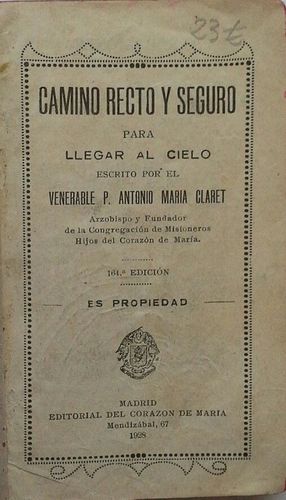 23€
CAMINO RECTO Y SEGURO
PARA
LLEGAR AL CIELO
ESCRITO POR EL
VENERABLE P. ANTONIO MARIA CLARET
Arzobispo y Fundador
de la Congregación de Misioneros
Hijos del Corazón de María.
164.ª EDICIÓN
ES PROPIEDAD
MADRID
EDITORIAL DEL CORAZON DE MARIA
Mendizábal, 67
1928